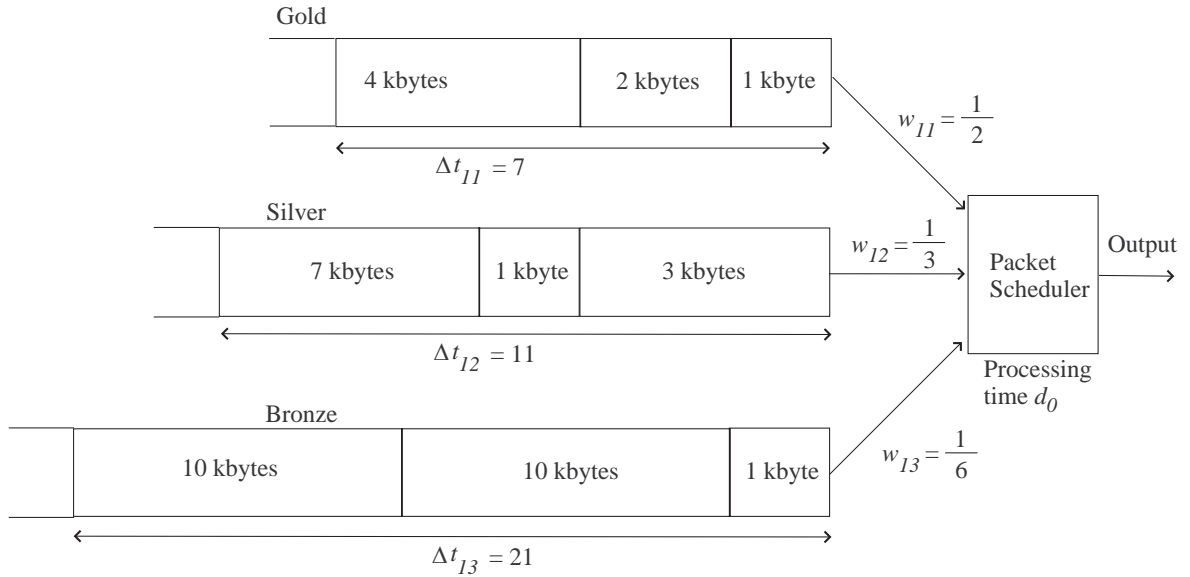 Gold
4 kbytes 2 kbytes 1 kbyte
w11 = 1/2
Δt11 = 7
Silver
7 kbytes 1 kbyte 3 kbytes
w12 = 1/3
Output
Packet
Scheduler
Δt12 = 11
Processing
time d0
Bronze
10 kbytes 10 kbytes 1 kbyte
w13 = 1/6
Δt13 = 21